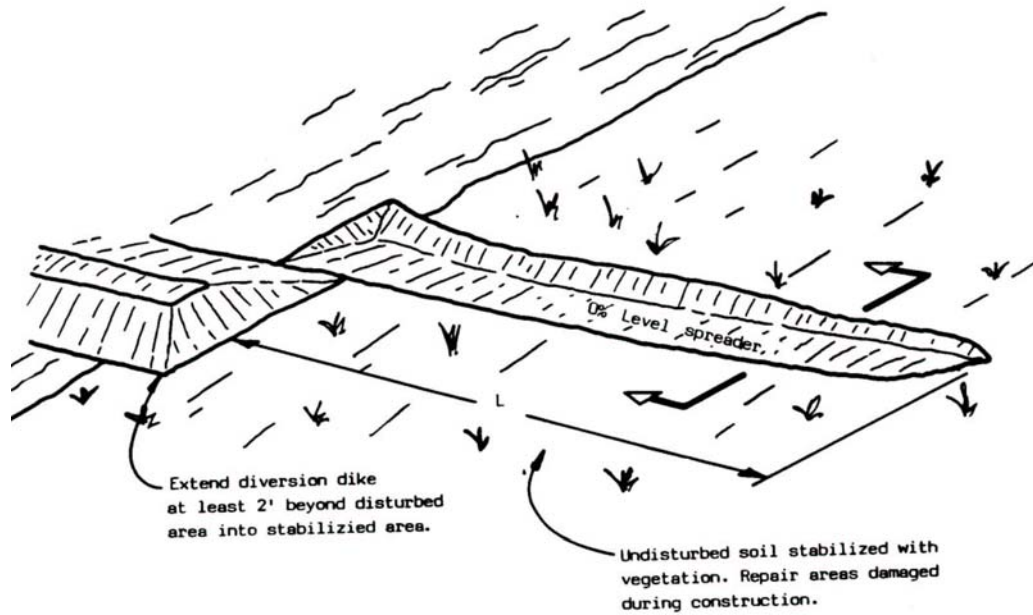 0% Level spreader
L
Extend diversion dike
at least 2' beyond disturbed
area into stabilizied area.
Undisturbed soil stabilized with
vegetation. Repair areas damaged
during construction.